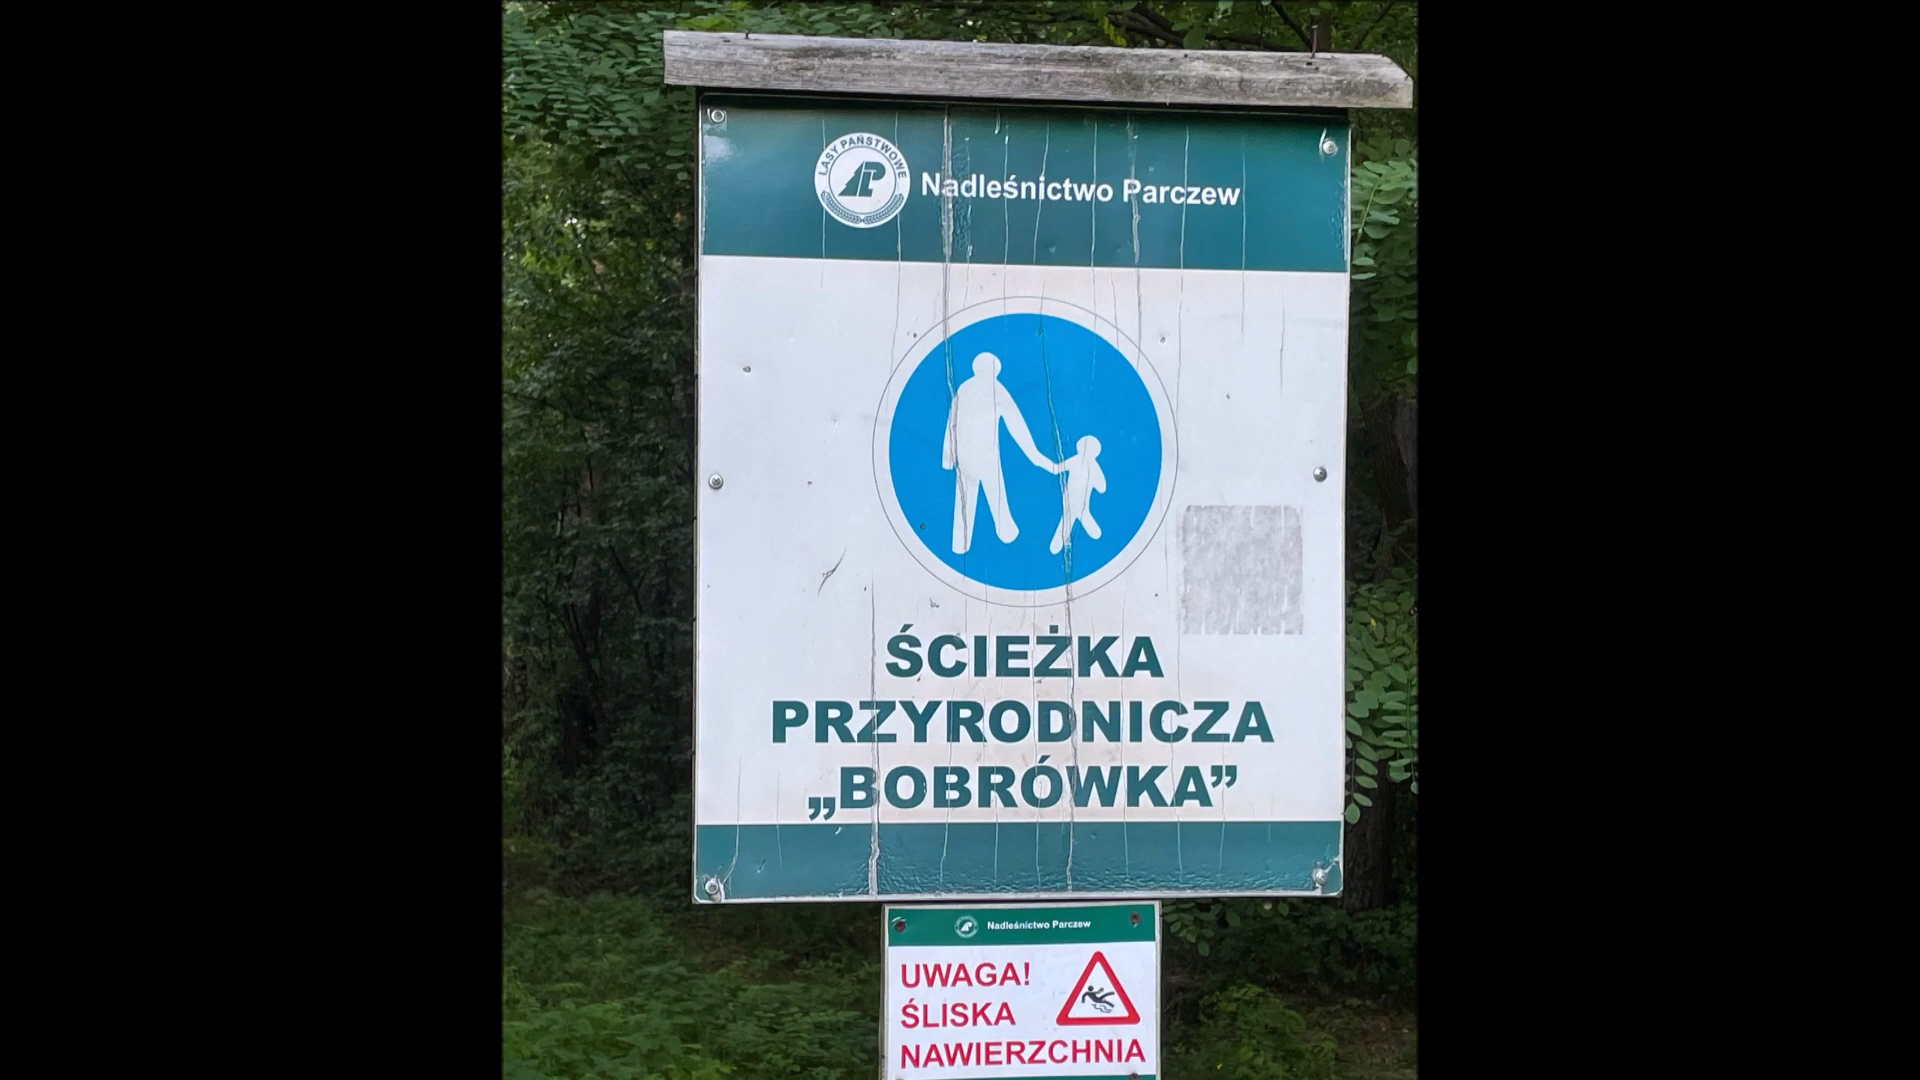 LASY PAŃSTWOWE
Nadleśnictwo Parczew
ŚCIEŻKA
PRZYRODNICZA
„BOBRÓWKA”
Nadleśnictwo Parczew
UWAGA!
ŚLISKA
NAWIERZCHNIA